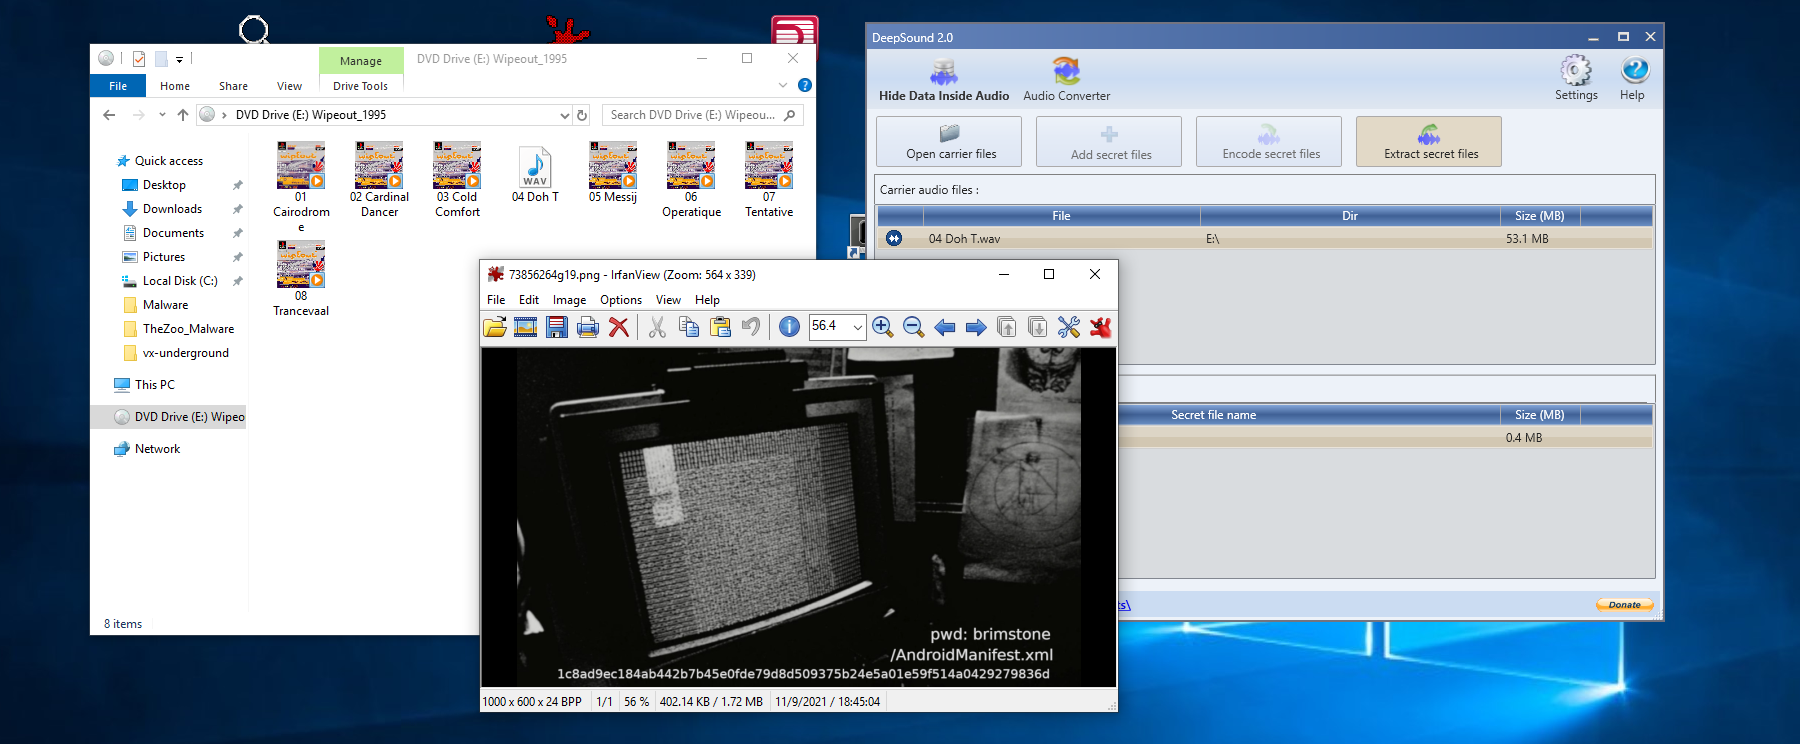 Manage
DVD Drive (E:) Wipeout_1995
File
Home
Share
View
Drive Tools
DVD Drive (E:) Wipeout_1995
Search DVD Drive (E:) Wipeou...
Quick access
Desktop
Downloads
Documents
Pictures
Local Disk (C:)
Malware
TheZoo_Malware
vx-underground
This PC
DVD Drive (E:) Wipeo
Network
01
Cairodrom
e
02 Cardinal
Dancer
03 Cold
Comfort
WAV
04 Doh T
05 Messij
06
Operatique
07
Tentative
08
Trancevaal
8 items
DeepSound 2.0
Hide Data Inside Audio
Audio Converter
Settings
Help
Open carrier files
Add secret files
Encode secret files
Extract secret files
Carrier audio files :
File
Dir
Size (MB)
04 Doh T.wav
E:\
53.1 MB
Secret file name
Size (MB)
0.4 MB
ts\
Donate
73856264g19.png - IrfanView (Zoom: 564 x 339)
File
Edit
Image
Options
View
Help
56.4
pwd: brimstone
/AndroidManifest.xml
1c8ad9ec184ab442b7b45e0fde79d8d509375b24e5a01e59f514a0429279836d
1000 x 600 x 24 BPP
1/1
56 %
402.14 KB / 1.72 MB
11/9/2021 / 18:45:04